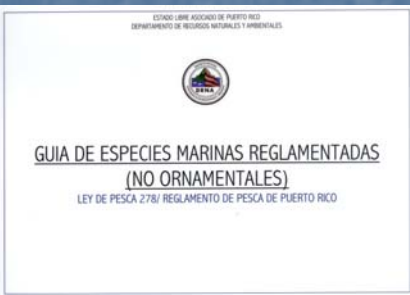 ESTADO LIBRE ASOCIADO DE PUERTO RICO
DEPARTAMENTO DE RECURSOS NATURALES Y AMBIENTALES
DRNA
GUIA DE ESPECIES MARINAS REGLAMENTADAS
(NO ORNAMENTALES)
LEY DE PESCA 278/ REGLAMENTO DE PESCA DE PUERTO RICO